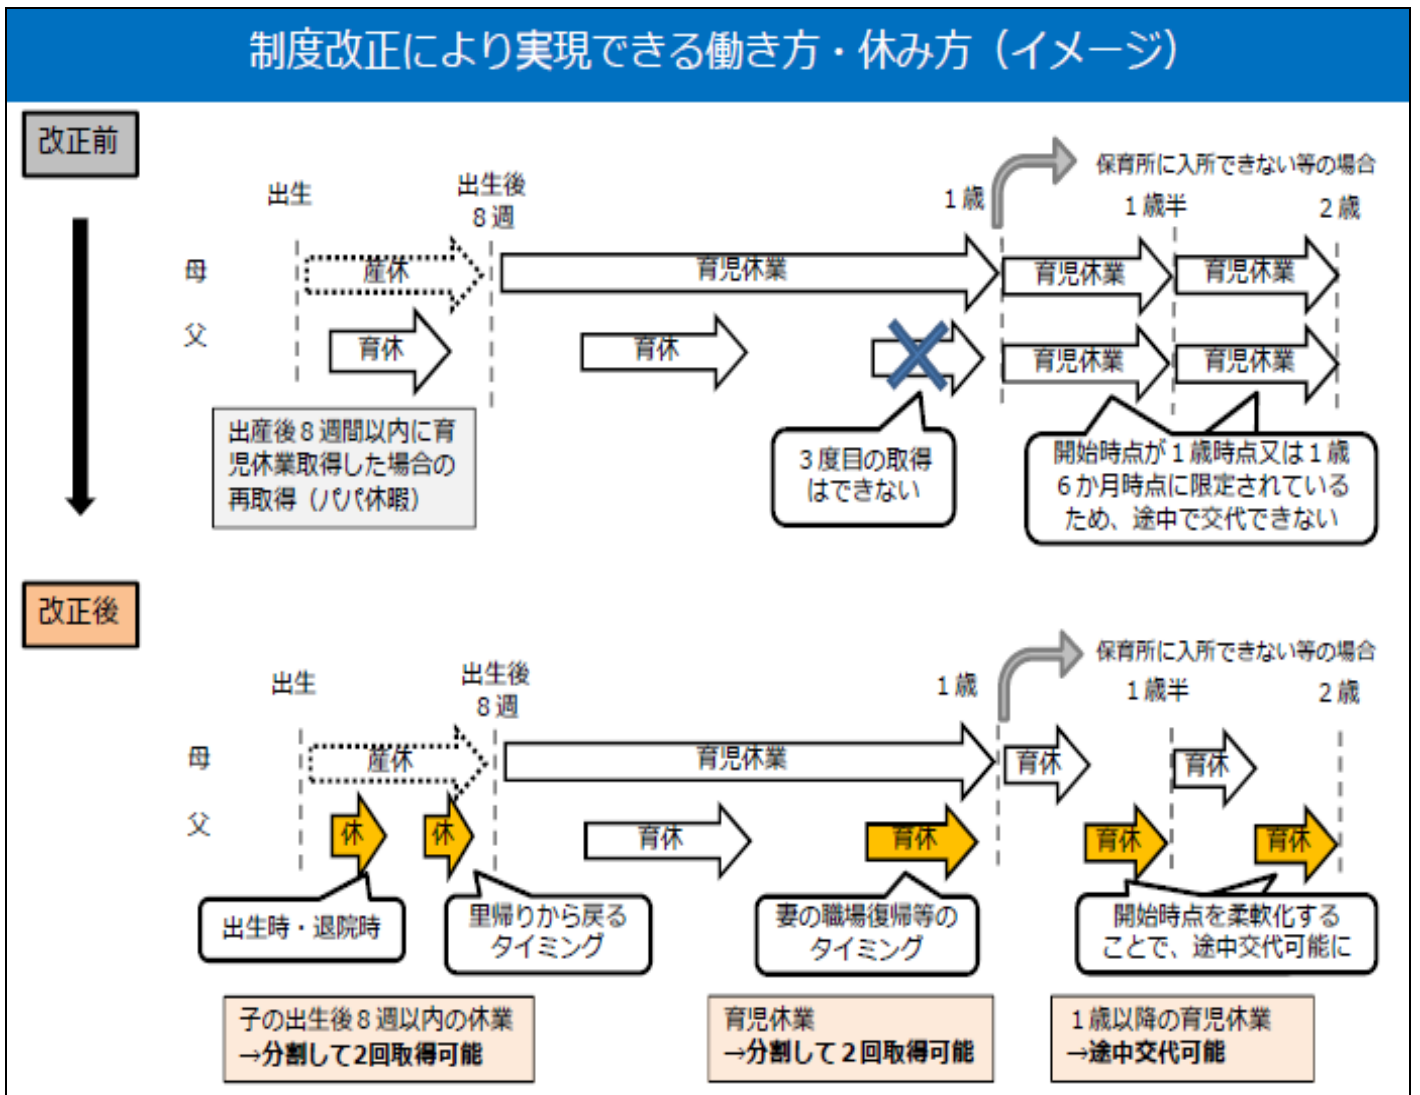 制度改正により実現できる働き方・休み方（イメージ）
改正前
保育所に入所できない等の場合
出生
出生後
８週
１歳
１歳半
２歳
母
産休
育児休業
育児休業
育児休業
父
育休
育休
育児休業
育児休業
出産後８週間以内に育
児休業取得した場合の
再取得（パパ休暇）
３度目の取得
はできない
開始時点が１歳時点又は１歳
６か月時点に限定されている
ため、途中で交代できない
改正後
保育所に入所できない等の場合
出生
出生後
８週
１歳
１歳半
２歳
母
産休
育児休業
育休
育休
父
休
休
育休
育休
育休
育休
出生時・退院時
里帰りから戻る
タイミング
妻の職場復帰等の
タイミング
開始時点を柔軟化する
ことで、途中交代可能に
子の出生後８週以内の休業
→分割して2回取得可能
育児休業
→分割して２回取得可能
１歳以降の育児休業
→途中交代可能